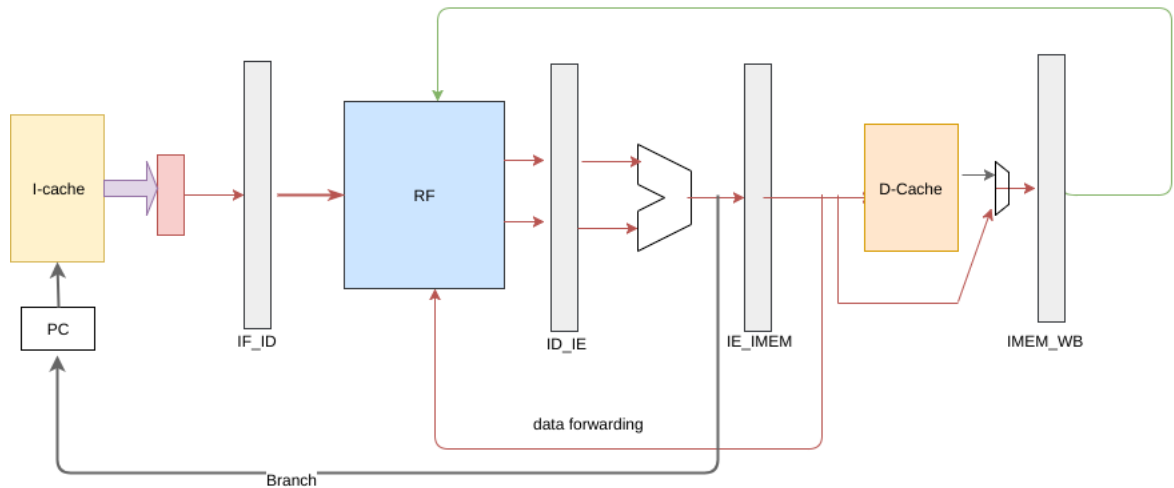 I-cache
RF
D-Cache
PC
IF_ID
ID_IE
IE_IMEM
IMEM_WB
data forwarding
Branch